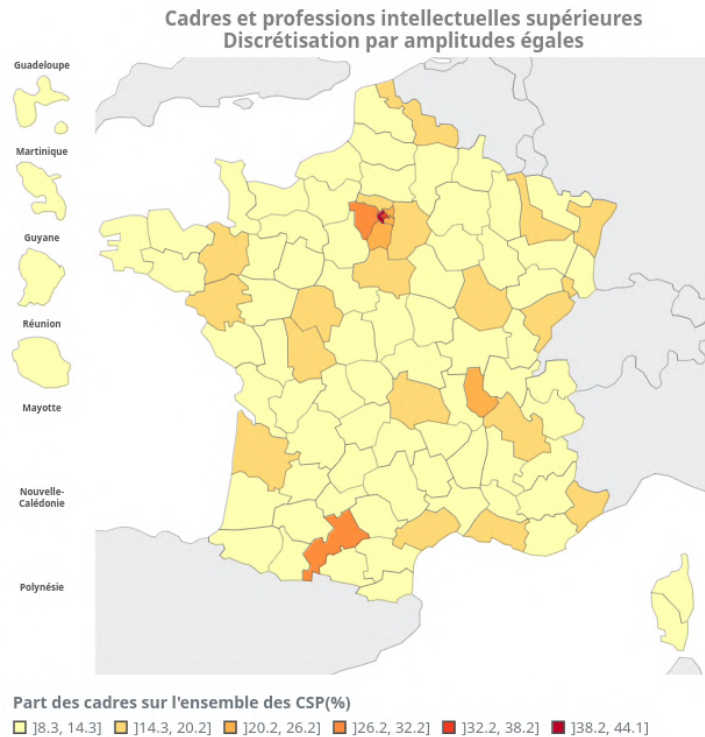 Cadres et professions intellectuelles supérieures
Discrétisation par amplitudes égales
Guadeloupe
Martinique
Guyane
Réunion
Mayotte
Nouvelle-
Calédonie
Polynésie
Part des cadres sur l'ensemble des CSP(%)
]8.3, 14.3] ]14.3, 20.2] ]20.2, 26.2] ]26.2, 32.2] ]32.2, 38.2] ]38.2, 44.1]